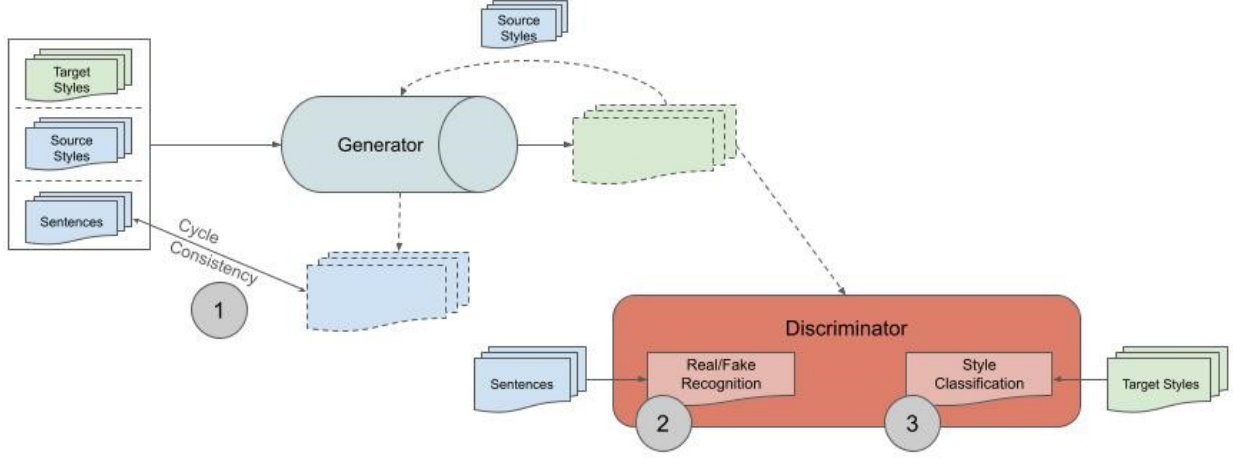 Source
Styles
Target
Styles
Generator
Source
Styles
Sentences
Cycle
Consistency
1
Discriminator
Real/Fake
Recognition
Style
Classification
Sentences
Target Styles
2
3